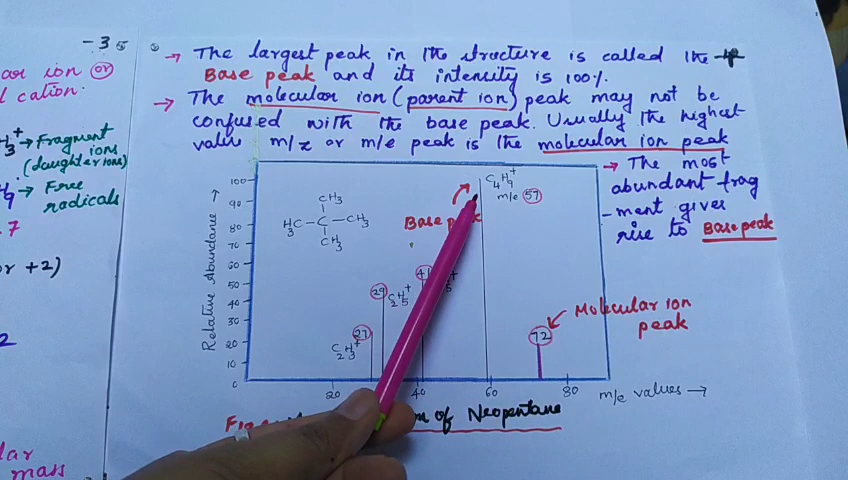 - 3 -
→ The largest peak in the structure is called the
Base peak and its intensity is 100%.
→ The molecular ion (parent ion) peak may not be
confused with the base peak. Usually the highest
value m/z or m/e peak is the molecular ion peak
→ The most
abundant frag
-ment gives
rise to Base peak
ar ion or
l cation.
H3+ → Fragment
ions
(daughter ions)
H9 → Free
radicals
.7
or +2)
2
lar
mass
Relative Abundance →
100
90
80
70
60
50
40
30
20
10
0
CH3
H3C-C-CH3
CH3
Base peak
C4H9+
m/e 57
41
29
C2H5+
27
C2H3+
72
Molecular ion
peak
20
40
60
80
m/e values →
of Neopentane